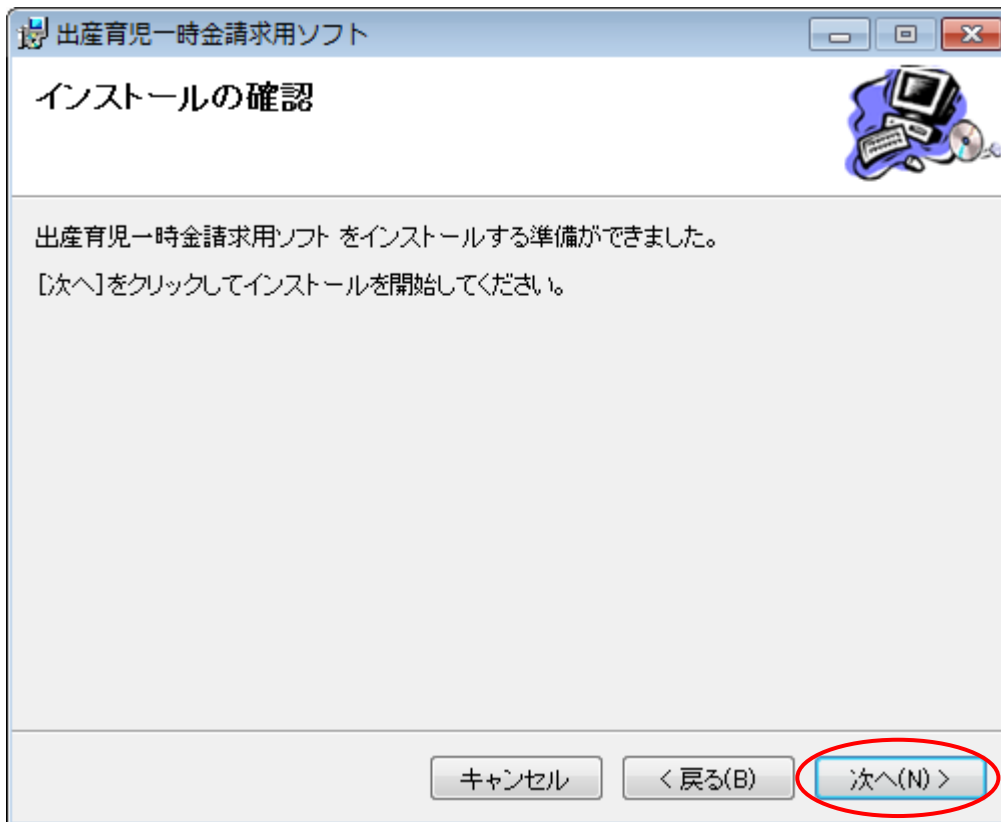 出産育児一時金請求用ソフト
インストールの確認
出産育児一時金請求用ソフト をインストールする準備ができました。
[次へ]をクリックしてインストールを開始してください。
キャンセル
< 戻る(B)
次へ(N) >